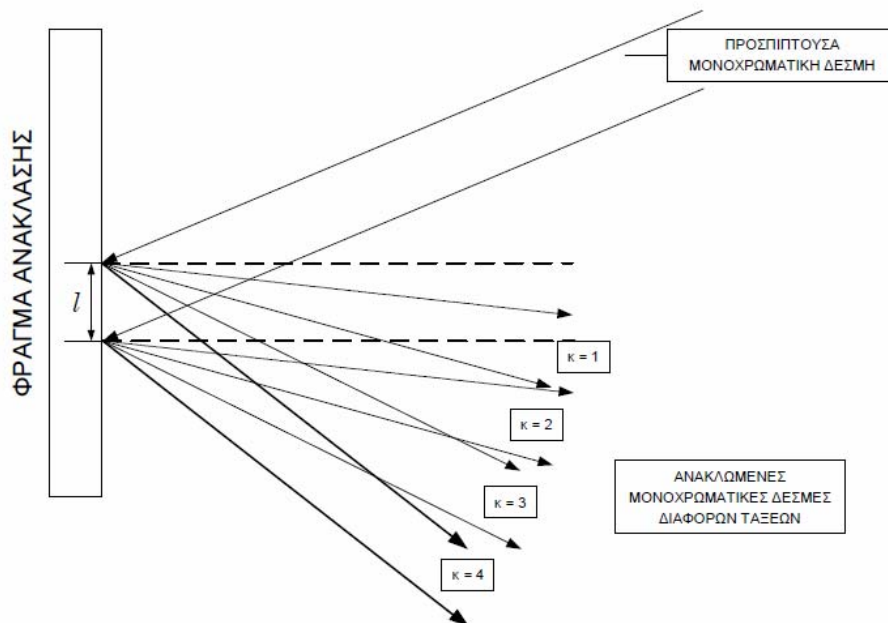 ΠΡΟΣΠΙΠΤΟΥΣΑ
ΜΟΝΟΧΡΩΜΑΤΙΚΗ ΔΕΣΜΗ
ΦΡΑΓΜΑ ΑΝΑΚΛΑΣΗΣ
l
κ = 1
κ = 2
κ = 3
κ = 4
ΑΝΑΚΛΩΜΕΝΕΣ
ΜΟΝΟΧΡΩΜΑΤΙΚΕΣ ΔΕΣΜΕΣ
ΔΙΑΦΟΡΩΝ ΤΑΞΕΩΝ